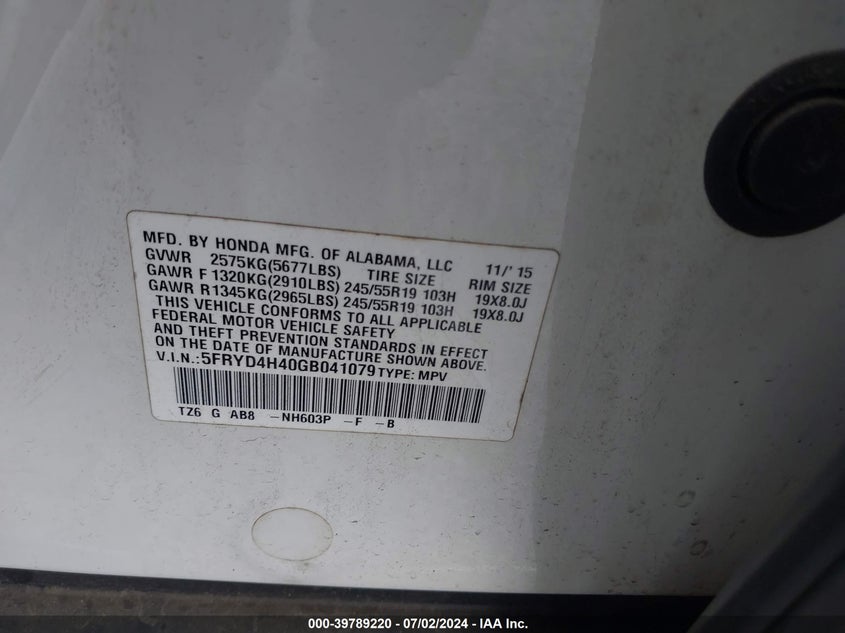 MFD. BY HONDA MFG. OF ALABAMA, LLC 11/' 15
GVWR 2575KG(5677LBS) TIRE SIZE RIM SIZE
GAWR F 1320KG(2910LBS) 245/55R19 103H 19X8.0J
GAWR R1345KG(2965LBS) 245/55R19 103H 19X8.0J
THIS VEHICLE CONFORMS TO ALL APPLICABLE
FEDERAL MOTOR VEHICLE SAFETY
AND THEFT PREVENTION STANDARDS IN EFFECT
ON THE DATE OF MANUFACTURE SHOWN ABOVE.
V.I.N.:5FRYD4H40GB041079 TYPE: MPV
TZ6 G AB8 -NH603P -F -B
000-39789220 - 07/02/2024 - IAAI Inc.